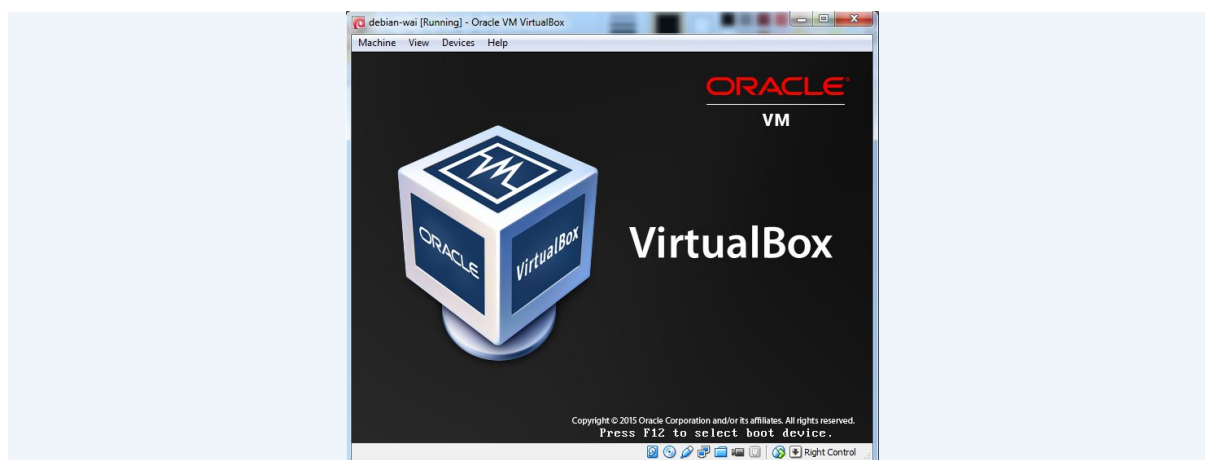 debian-wai [Running] - Oracle VM VirtualBox
Machine View Devices Help
ORACLE®
VM
ORACLE
VirtualBox
VirtualBox
Copyright © 2015 Oracle Corporation and/or its affiliates. All rights reserved.
Press F12 to select boot device.
Right Control